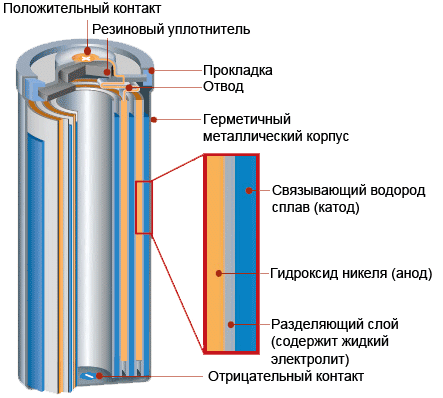 Положительный контакт
Резиновый уплотнитель
Прокладка
Отвод
Герметичный
металлический корпус
Связывающий водород
сплав (катод)
Гидроксид никеля (анод)
Разделяющий слой
(содержит жидкий
электролит)
Отрицательный контакт